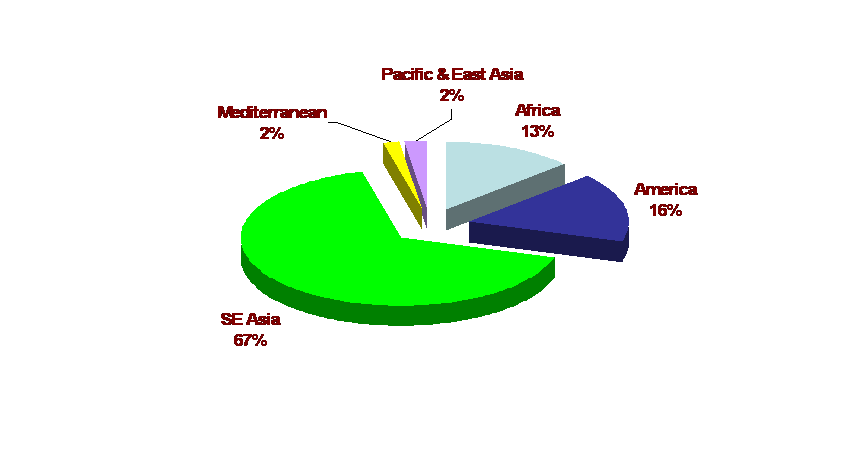 Pacific & East Asia
2%
Mediterranean
2%
Africa
13%
America
16%
SE Asia
67%